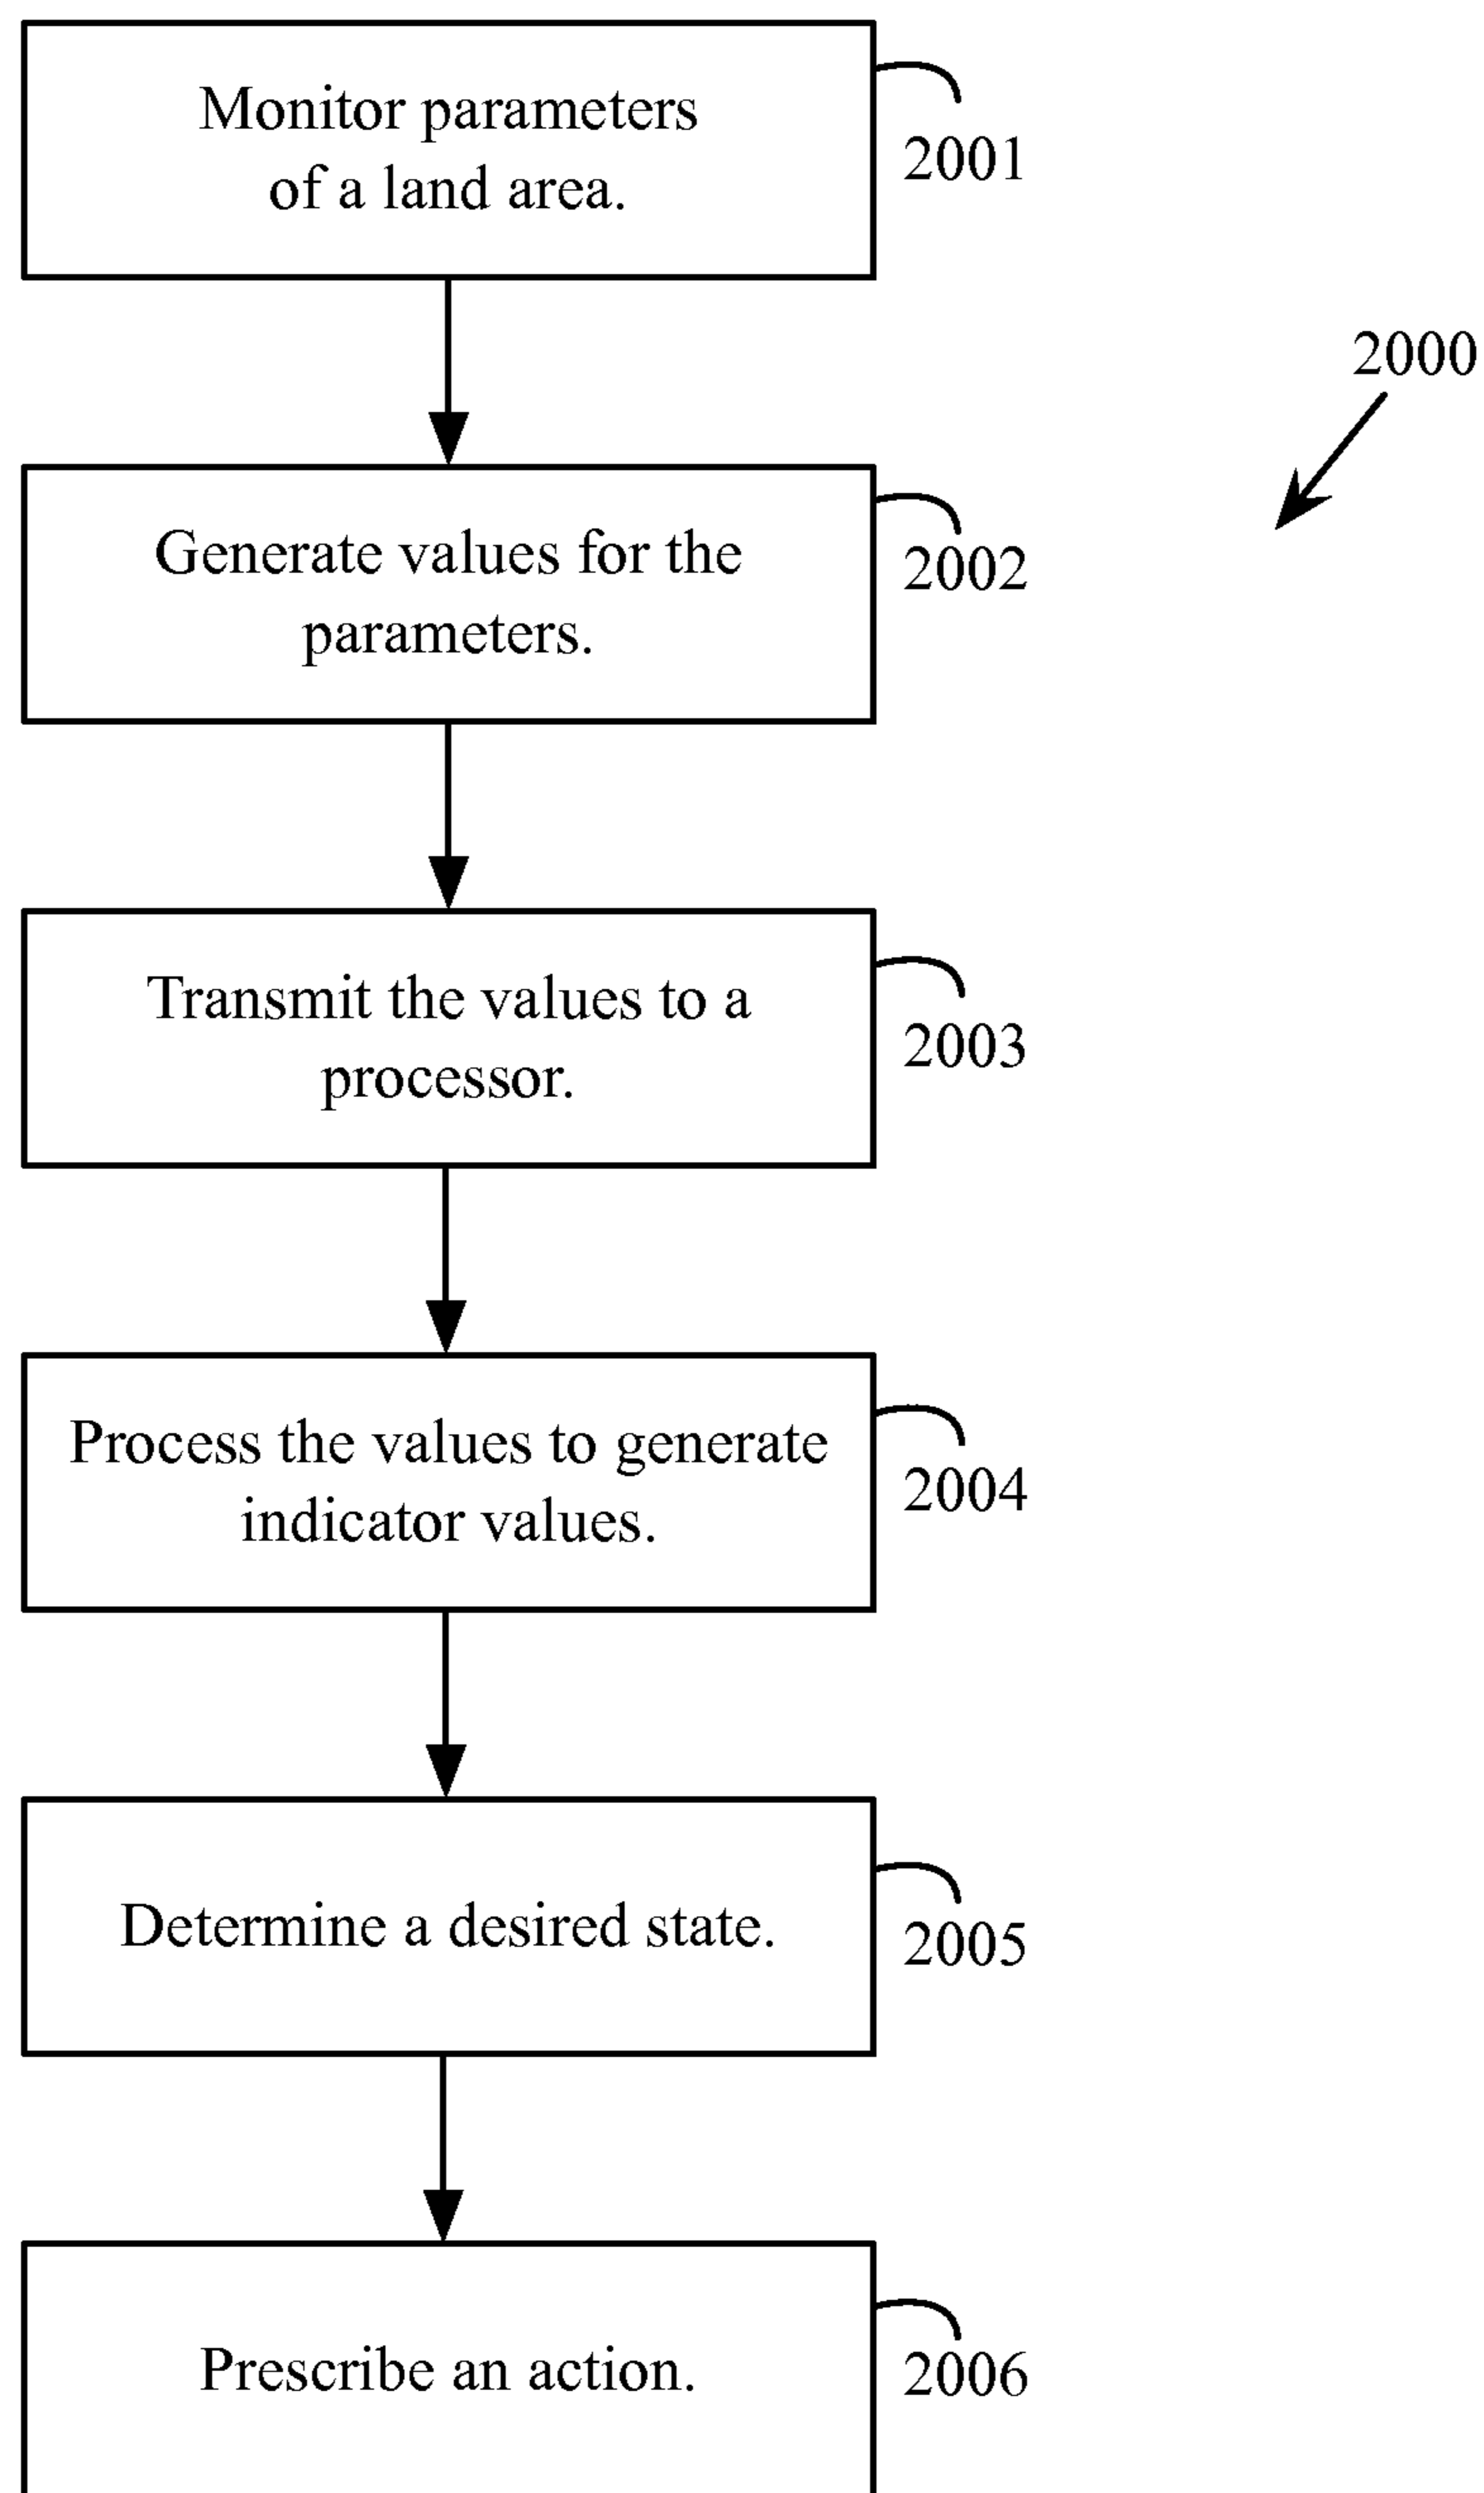 Monitor parameters
of a land area.
2001
2000
Generate values for the
parameters.
2002
Transmit the values to a
processor.
2003
Process the values to generate
indicator values.
2004
Determine a desired state.
2005
Prescribe an action.
2006